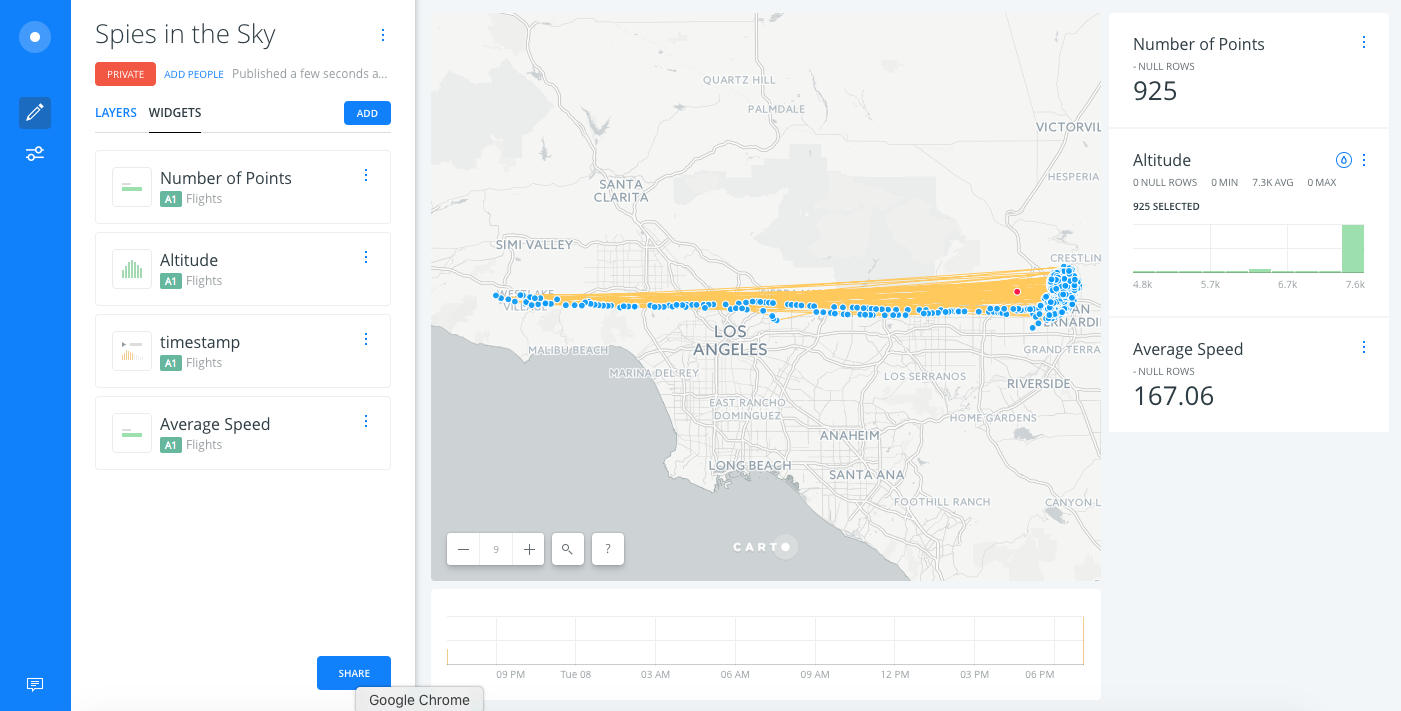 Spies in the Sky
PRIVATE ADD PEOPLE Published a few seconds a...
LAYERS WIDGETS ADD
Number of Points
A1 Flights
Altitude
A1 Flights
timestamp
A1 Flights
Average Speed
A1 Flights
SHARE
Google Chrome
QUARTZ HILL
PALMDALE
VICTORVIL
HESPERIA
SANTA
CLARITA
SIMI VALLEY
CRESTLIN
WESTLAKE
VILLAGE
LOS
ANGELES
ERNARDI
MALIBU BEACH
GRAND TERRA
MARINA DEL REY
LOS SERRANOS
RIVERSIDE
EAST RANCHO
DOMINGUEZ
HOME GARDENS
ANAHEIM
LONG BEACH
SANTA ANA
FOOTHILL RANCH
CANYON L
9
?
CARTO
09 PM Tue 08 03 AM 06 AM 09 AM 12 PM 03 PM 06 PM
Number of Points
- NULL ROWS
925
Altitude
0 NULL ROWS 0 MIN 7.3K AVG 0 MAX
925 SELECTED
4.8k 5.7k 6.7k 7.6k
Average Speed
- NULL ROWS
167.06